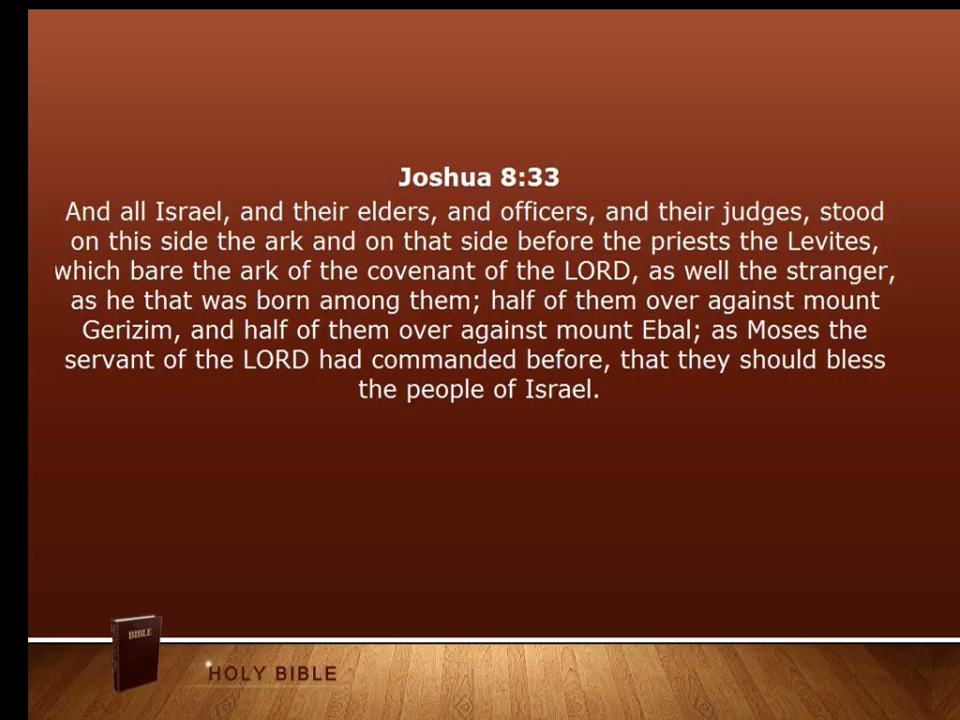 Joshua 8:33
And all Israel, and their elders, and officers, and their judges, stood
on this side the ark and on that side before the priests the Levites,
which bare the ark of the covenant of the LORD, as well the stranger,
as he that was born among them; half of them over against mount
Gerizim, and half of them over against mount Ebal; as Moses the
servant of the LORD had commanded before, that they should bless
the people of Israel.
BIBLE
HOLY BIBLE